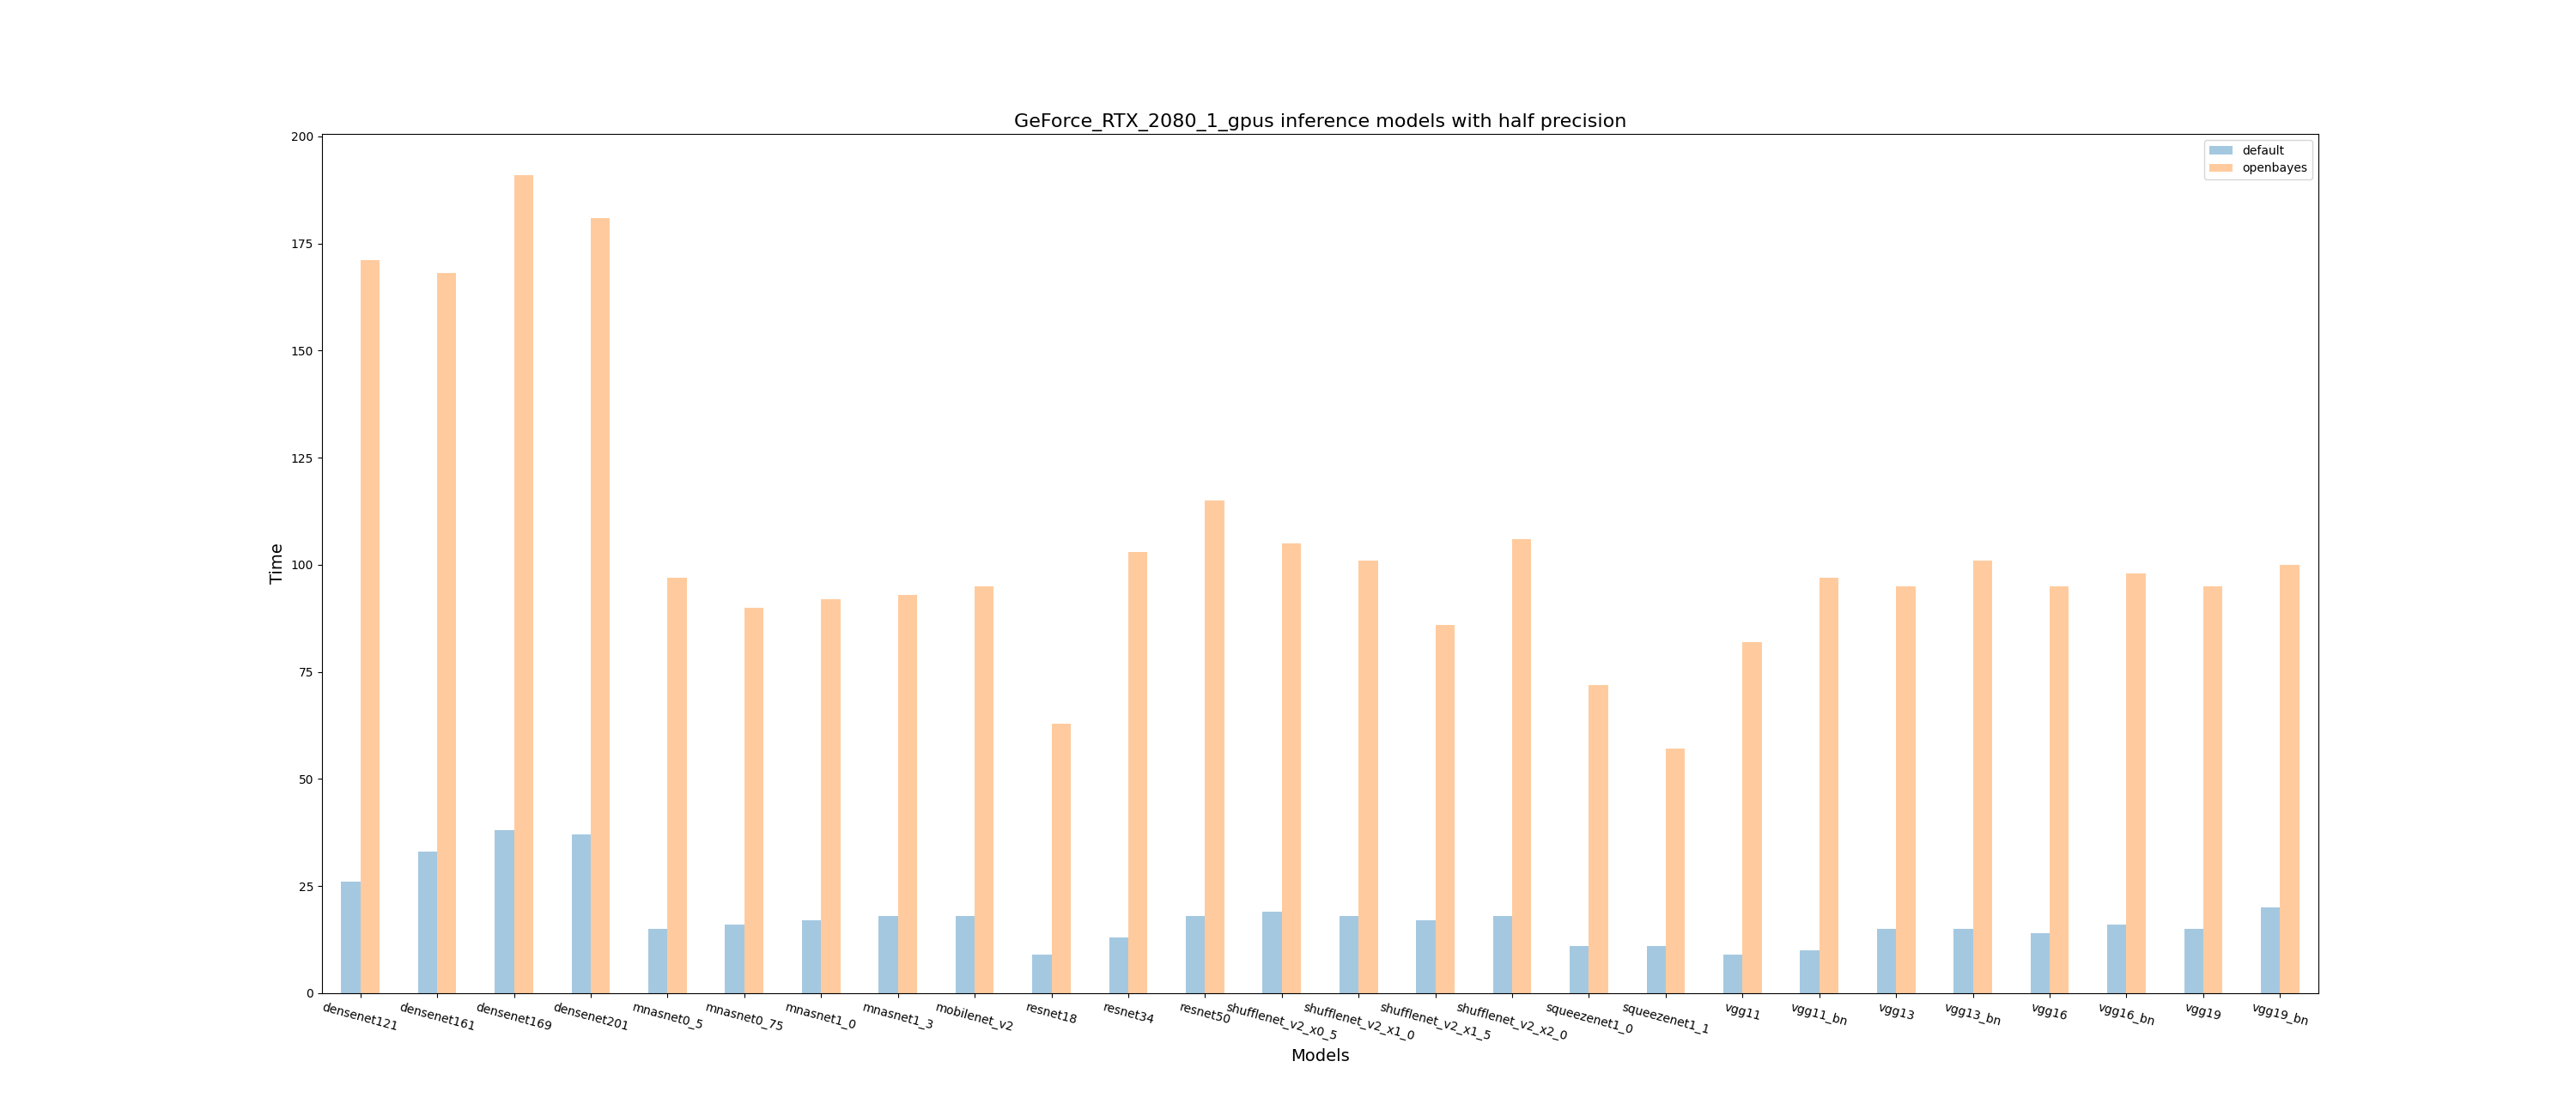 GeForce_RTX_2080_1_gpus inference models with half precision
default
openbayes
Time
200
175
150
125
100
75
50
25
0
densenet121
densenet161
densenet169
densenet201
mnasnet0_5
mnasnet0_75
mnasnet1_0
mnasnet1_3
mobilenet_v2
resnet18
resnet34
resnet50
shufflenet_v2_x0_5
shufflenet_v2_x1_0
shufflenet_v2_x1_5
shufflenet_v2_x2_0
squeezenet1_0
squeezenet1_1
vgg11
vgg11_bn
vgg13
vgg13_bn
vgg16
vgg16_bn
vgg19
vgg19_bn
Models